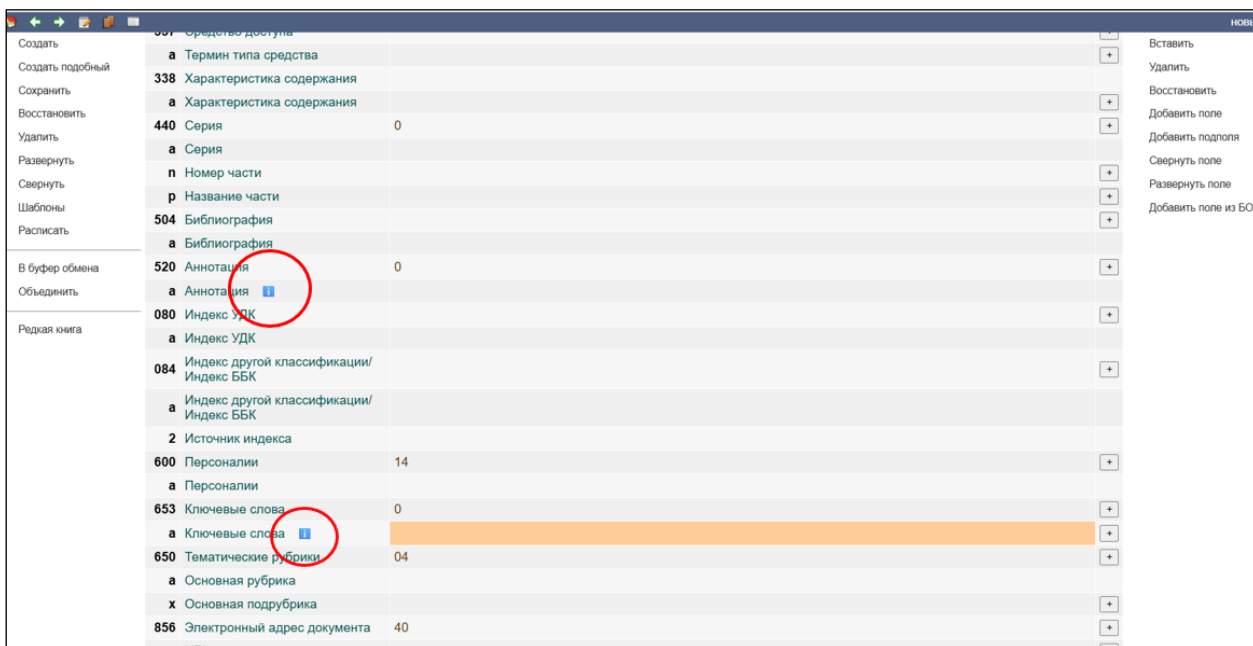 НОВЫ
Создать
Создать подобный
Сохранить
Восстановить
Удалить
Развернуть
Свернуть
Шаблоны
Расписать
В буфер обмена
Объединить
Редкая книга
337 Средство доступа +
a Термин типа средства +
338 Характеристика содержания
a Характеристика содержания +
440 Серия 0 +
a Серия
n Номер части +
p Название части +
504 Библиография +
a Библиография
520 Аннотация 0 +
a Аннотация i
080 Индекс УДК +
a Индекс УДК
084 Индекс другой классификации/
Индекс ББК +
a Индекс другой классификации/
Индекс ББК
2 Источник индекса
600 Персоналии 14 +
a Персоналии
653 Ключевые слова 0 +
a Ключевые слова i +
650 Тематические рубрики 04 +
a Основная рубрика
x Основная подрубрика +
856 Электронный адрес документа 40 +
Вставить
Удалить
Восстановить
Добавить поле
Добавить подполя
Свернуть поле
Развернуть поле
Добавить поле из БО